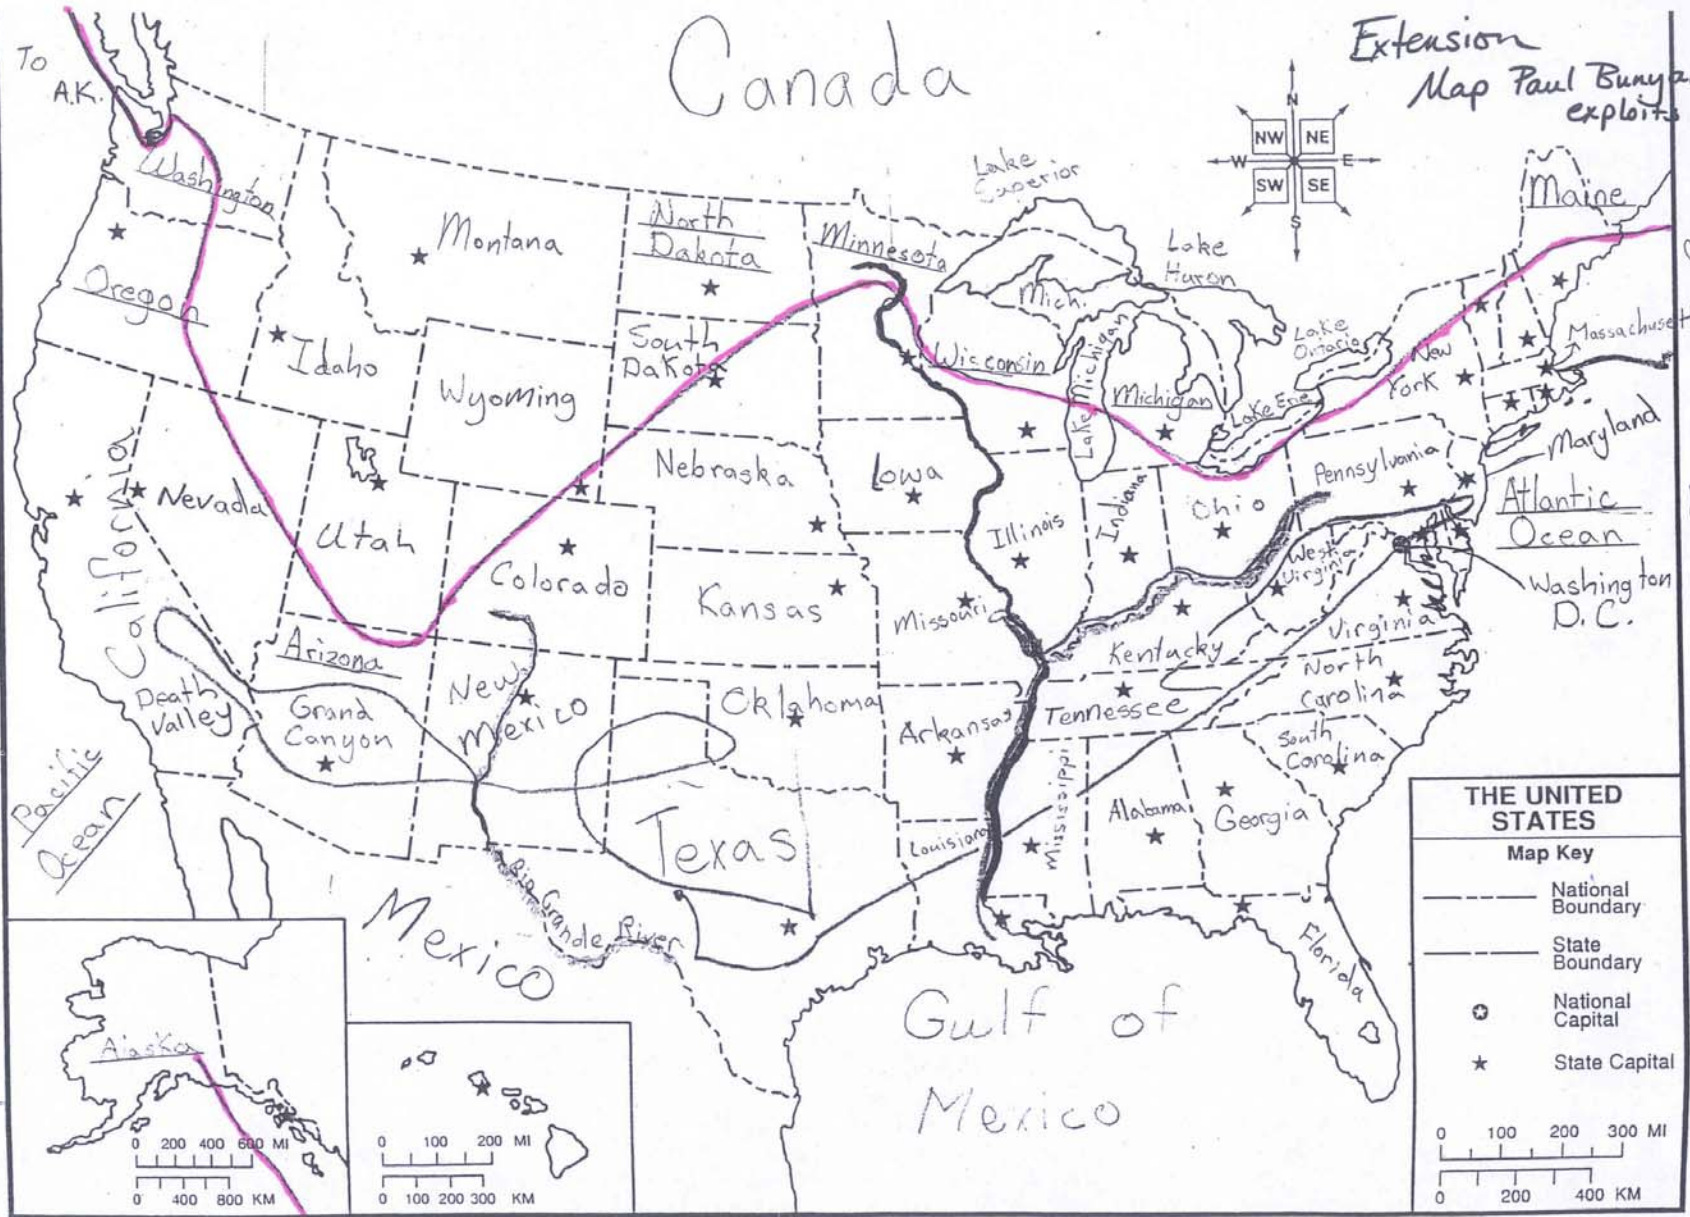 Canada
Extension
Map Paul Bunya
exploits
To
A.K.
N
NW
NE
W
E
SW
SE
S
Washington
Montana
North
Dakota
Minnesota
Lake
Superior
Lake
Huron
Maine
Oregon
Idaho
Wyoming
South
Dakota
Wisconsin
Mich.
Lake Michigan
Michigan
Lake
Ontario
Lake Erie
New
York
Massachuset
Maryland
California
Nevada
Utah
Colorado
Nebraska
Iowa
Illinois
Indiana
Ohio
Pennsylvania
Atlantic
Ocean
West
Virginia
Washington
D.C.
Kansas
Missouri
Kentucky
Virginia
Arizona
Death
Valley
Grand
Canyon
New
Mexico
Oklahoma
Arkansas
Tennessee
North
Carolina
South
Carolina
Pacific
Ocean
Texas
Louisiana
Mississippi
Alabama
Georgia
Florida
Mexico
Rio Grande River
Gulf of
Mexico
Alaska
0 200 400 600 MI
0 400 800 KM
0 100 200 MI
0 100 200 300 KM
THE UNITED
STATES
Map Key
National
Boundary
State
Boundary
National
Capital
State Capital
0 100 200 300 MI
0 200 400 KM